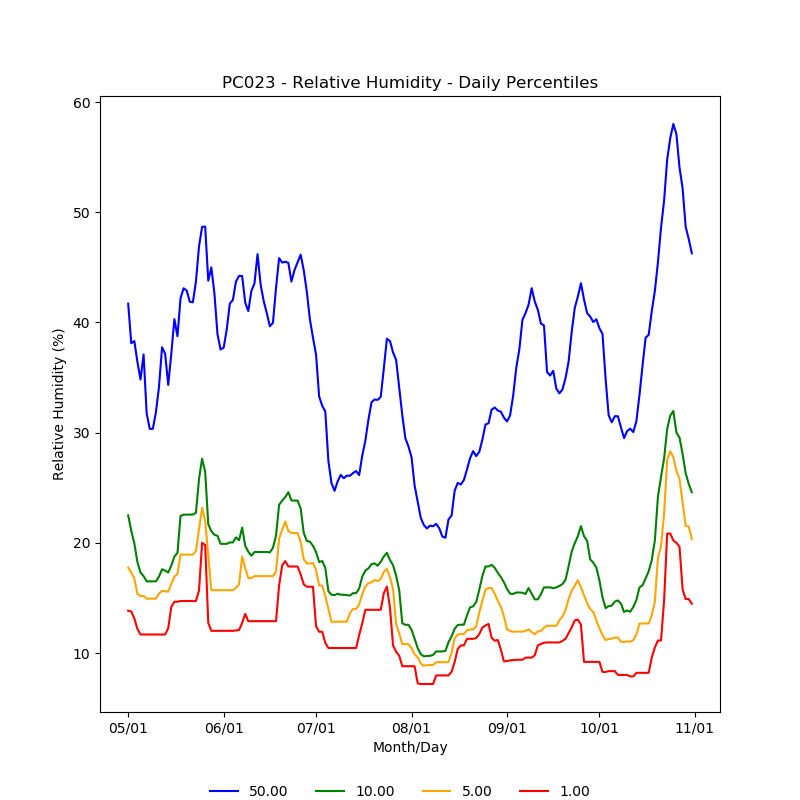 PC023 - Relative Humidity - Daily Percentiles
60
50
40
30
20
10
Relative Humidity (%)
05/01 06/01 07/01 08/01 09/01 10/01 11/01
Month/Day
50.00 10.00 5.00 1.00